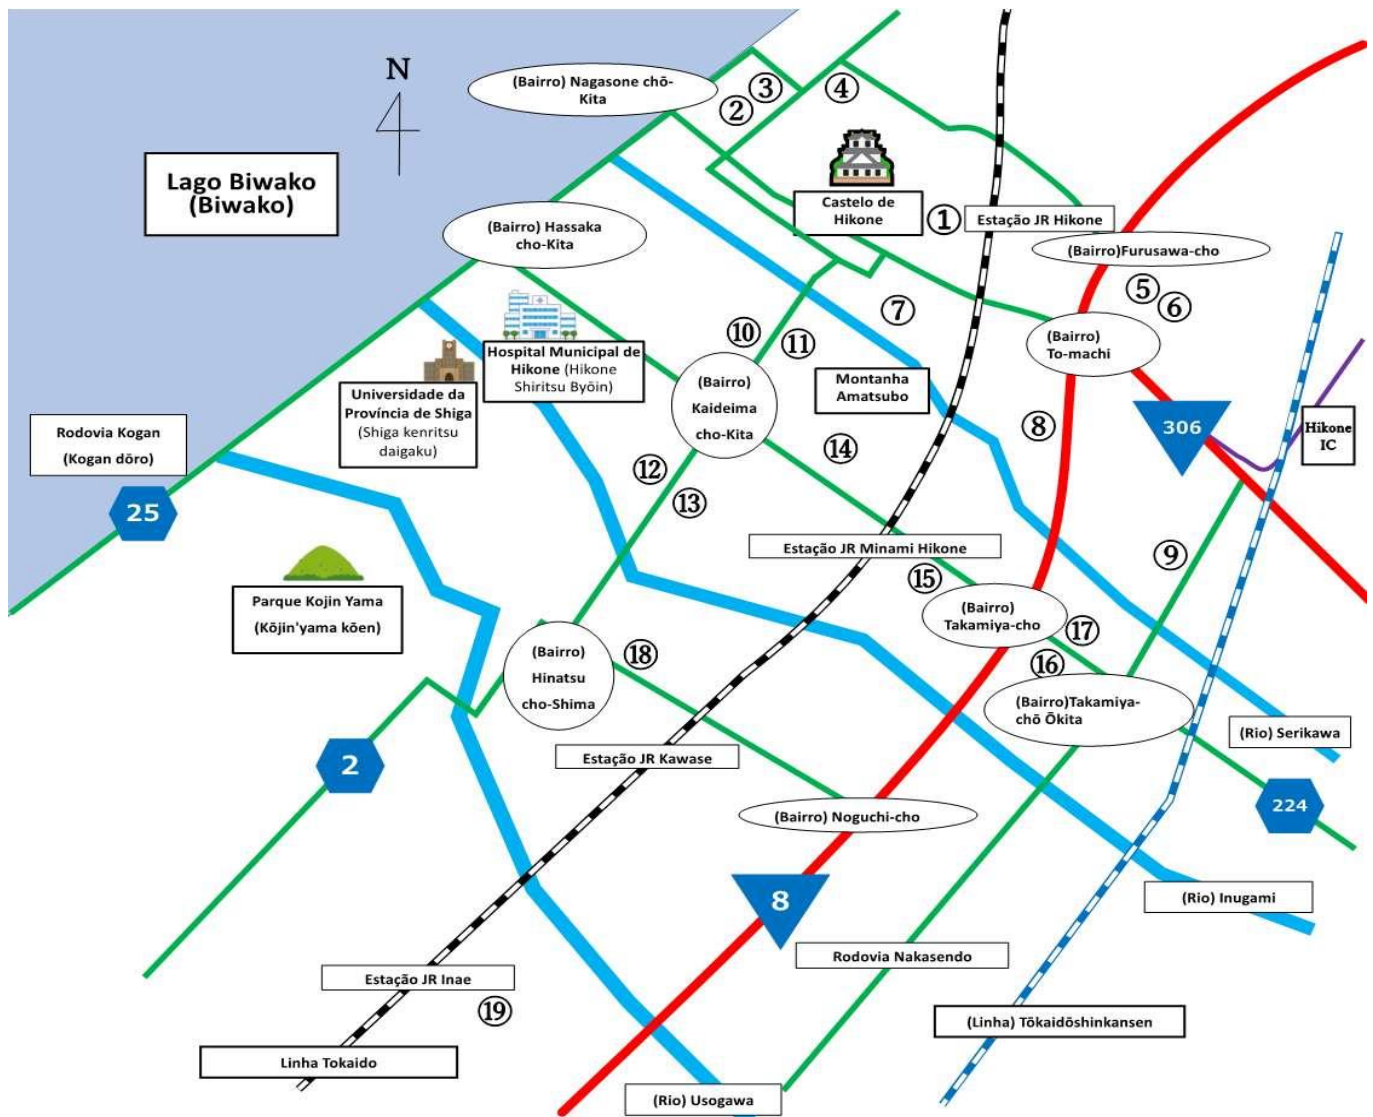 (Bairro) Nagasone chō-
Kita
N
③
②
④
Lago Biwako
(Biwako)
Castelo de
Hikone
①
Estação JR Hikone
(Bairro) Hassaka
cho-Kita
(Bairro)Furusawa-cho
⑤
⑥
⑦
⑩
⑪
(Bairro)
To-machi
Hospital Municipal de
Hikone (Hikone
Shiritsu Byōin)
Universidade da
Província de Shiga
(Shiga kenritsu
daigaku)
(Bairro)
Kaideima
cho-Kita
Montanha
Amatsubo
⑧
306
Hikone
IC
Rodovia Kogan
(Kogan dōro)
25
⑫
⑬
⑭
Estação JR Minami Hikone
⑨
⑮
Parque Kojin Yama
(Kōjin'yama kōen)
(Bairro)
Takamiya-cho
⑰
⑯
(Bairro)
Hinatsu
cho-Shima
⑱
(Bairro)Takamiya-
chō Ōkita
(Rio) Serikawa
2
Estação JR Kawase
224
(Bairro) Noguchi-cho
8
(Rio) Inugami
Rodovia Nakasendo
Estação JR Inae
⑲
(Linha) Tōkaidōshinkansen
Linha Tokaido
(Rio) Usogawa